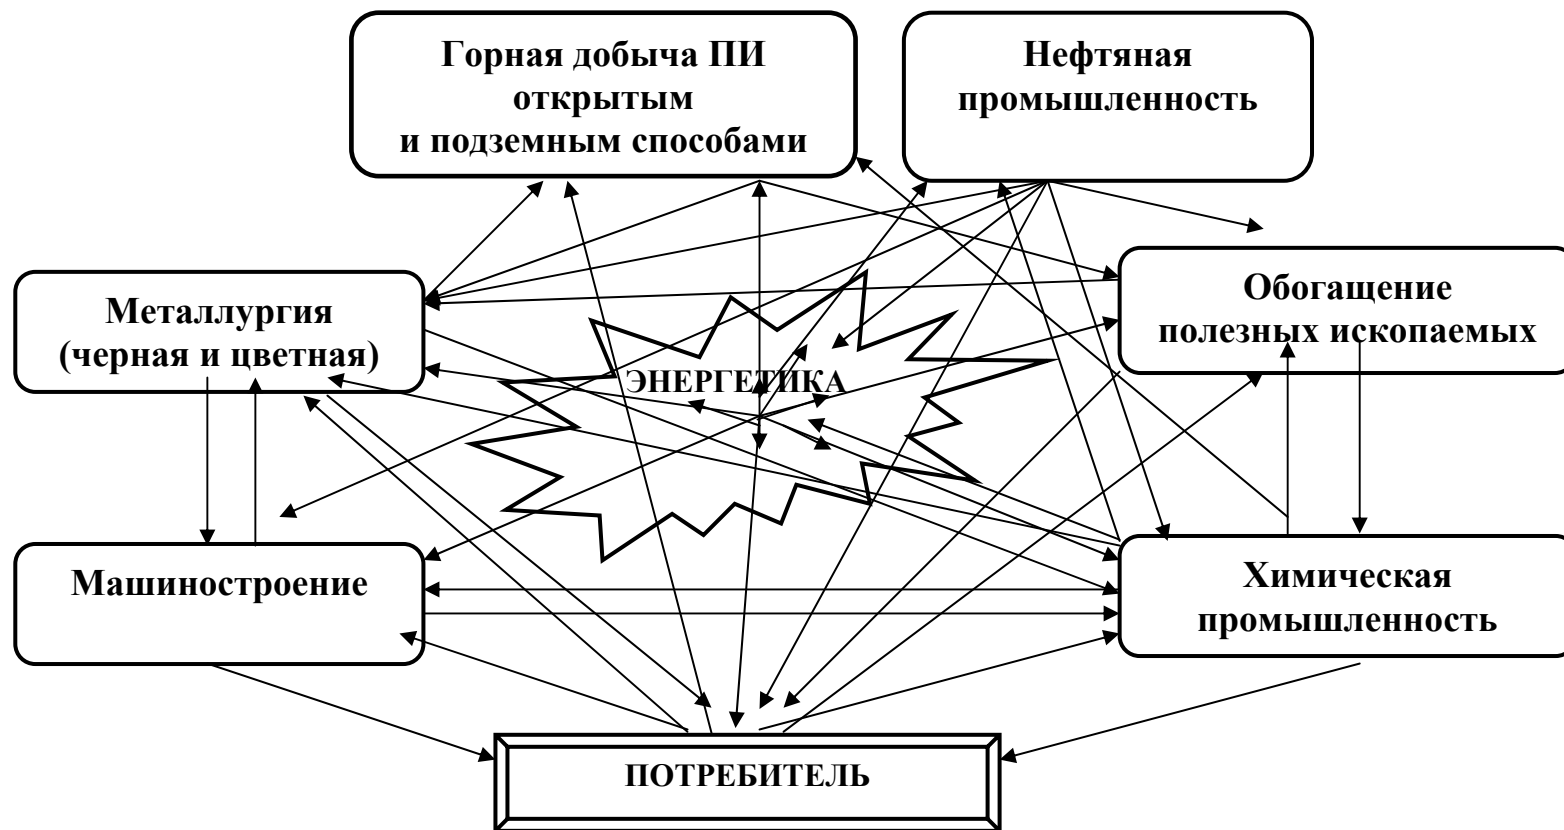 Горная добыча ПИ
открытым
и подземным способами
Нефтяная
промышленность
Металлургия
(черная и цветная)
Обогащение
полезных ископаемых
ЭНЕРГЕТИКА
Машиностроение
Химическая
промышленность
ПОТРЕБИТЕЛЬ